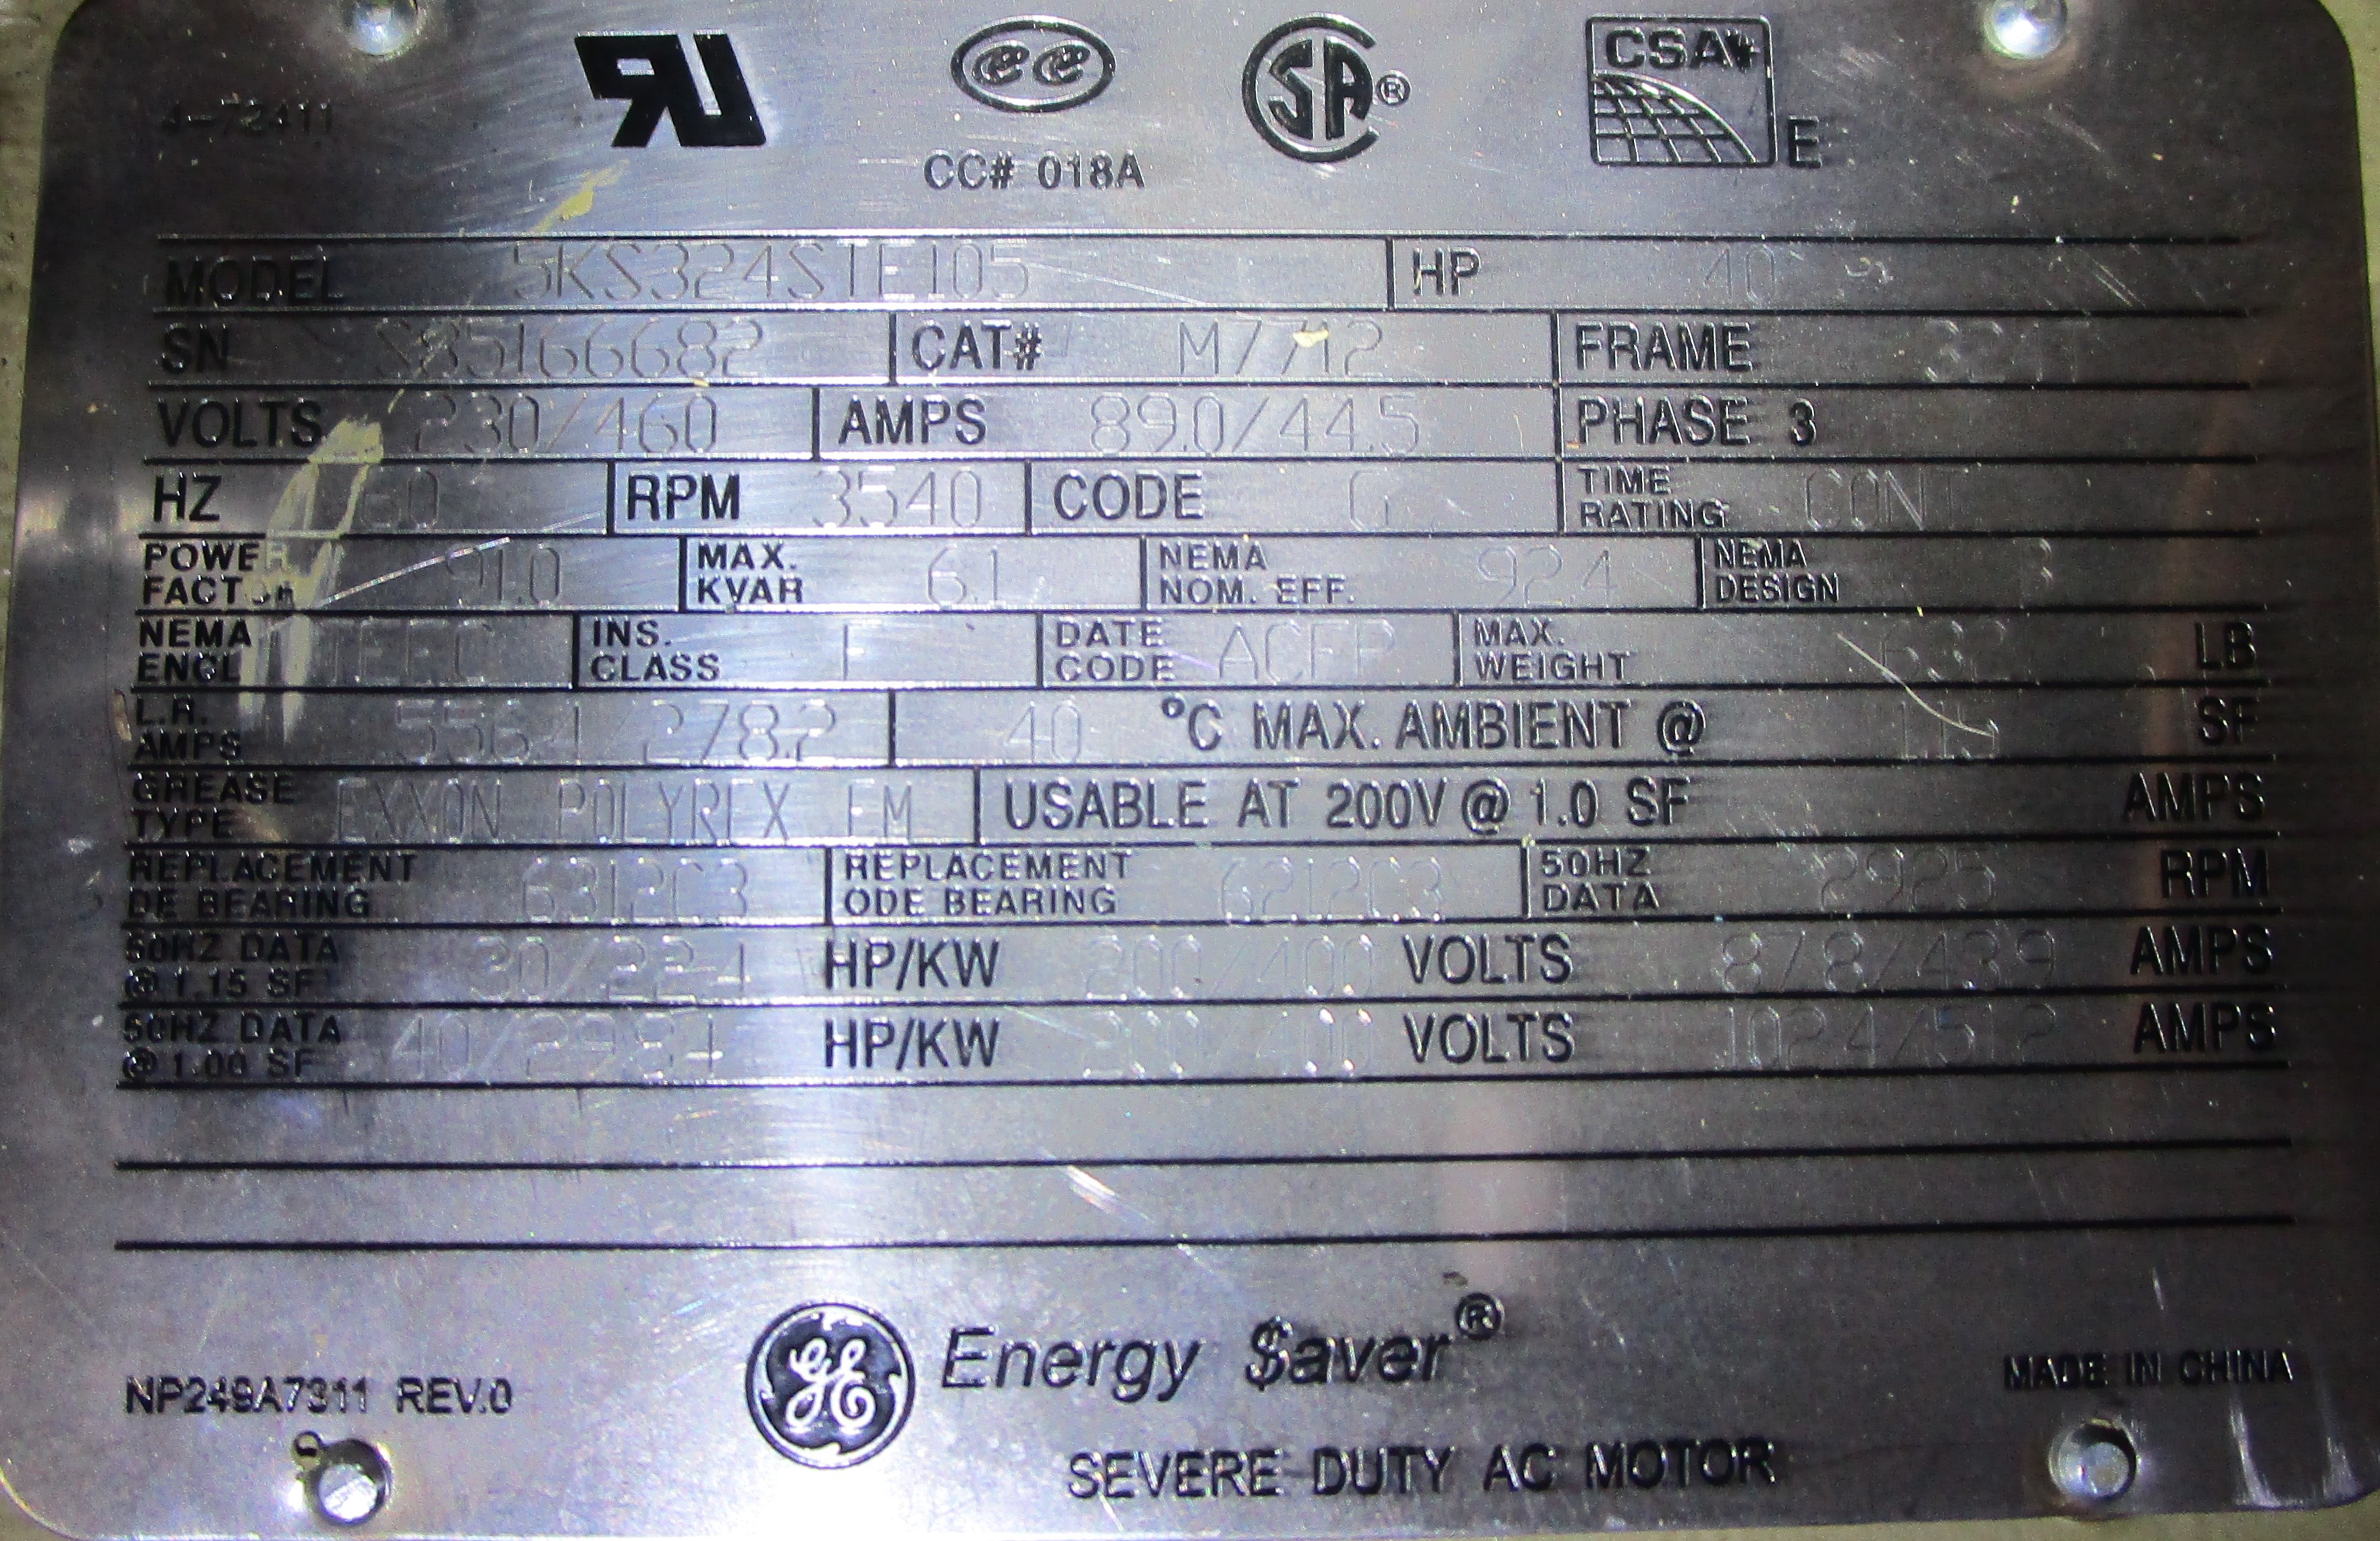 4-72411
CC# 018A
SA®
CSA
E
MODEL 5KS324STE105 HP 40
SN S85166682 CAT# M7712 FRAME
VOLTS 230/460 AMPS 89.0/44.5 PHASE 3
HZ 60 RPM 3540 CODE G TIME RATING CONT
POWER FACTOR 91.0 MAX. KVAR 6.1 NEMA NOM. EFF. 92.4 NEMA DESIGN
NEMA ENCL TEFC INS. CLASS F DATE CODE MAX. WEIGHT 632 LB
L.R. AMPS 556.4/278.2 40 °C MAX. AMBIENT @ 1.15 SF
GREASE TYPE EXXON POLYREX EM USABLE AT 200V @ 1.0 SF AMPS
REPLACEMENT DE BEARING 6312C3 REPLACEMENT ODE BEARING 6212C3 50HZ DATA 2925 RPM
50HZ DATA @ 1.15 SF 30/22.4 HP/KW 200/400 VOLTS 87.8/43.9 AMPS
50HZ DATA @ 1.00 SF 40/29.84 HP/KW 200/400 VOLTS 102.4/51.2 AMPS
GE Energy $aver®
NP249A7311 REV.0 MADE IN CHINA
SEVERE DUTY AC MOTOR